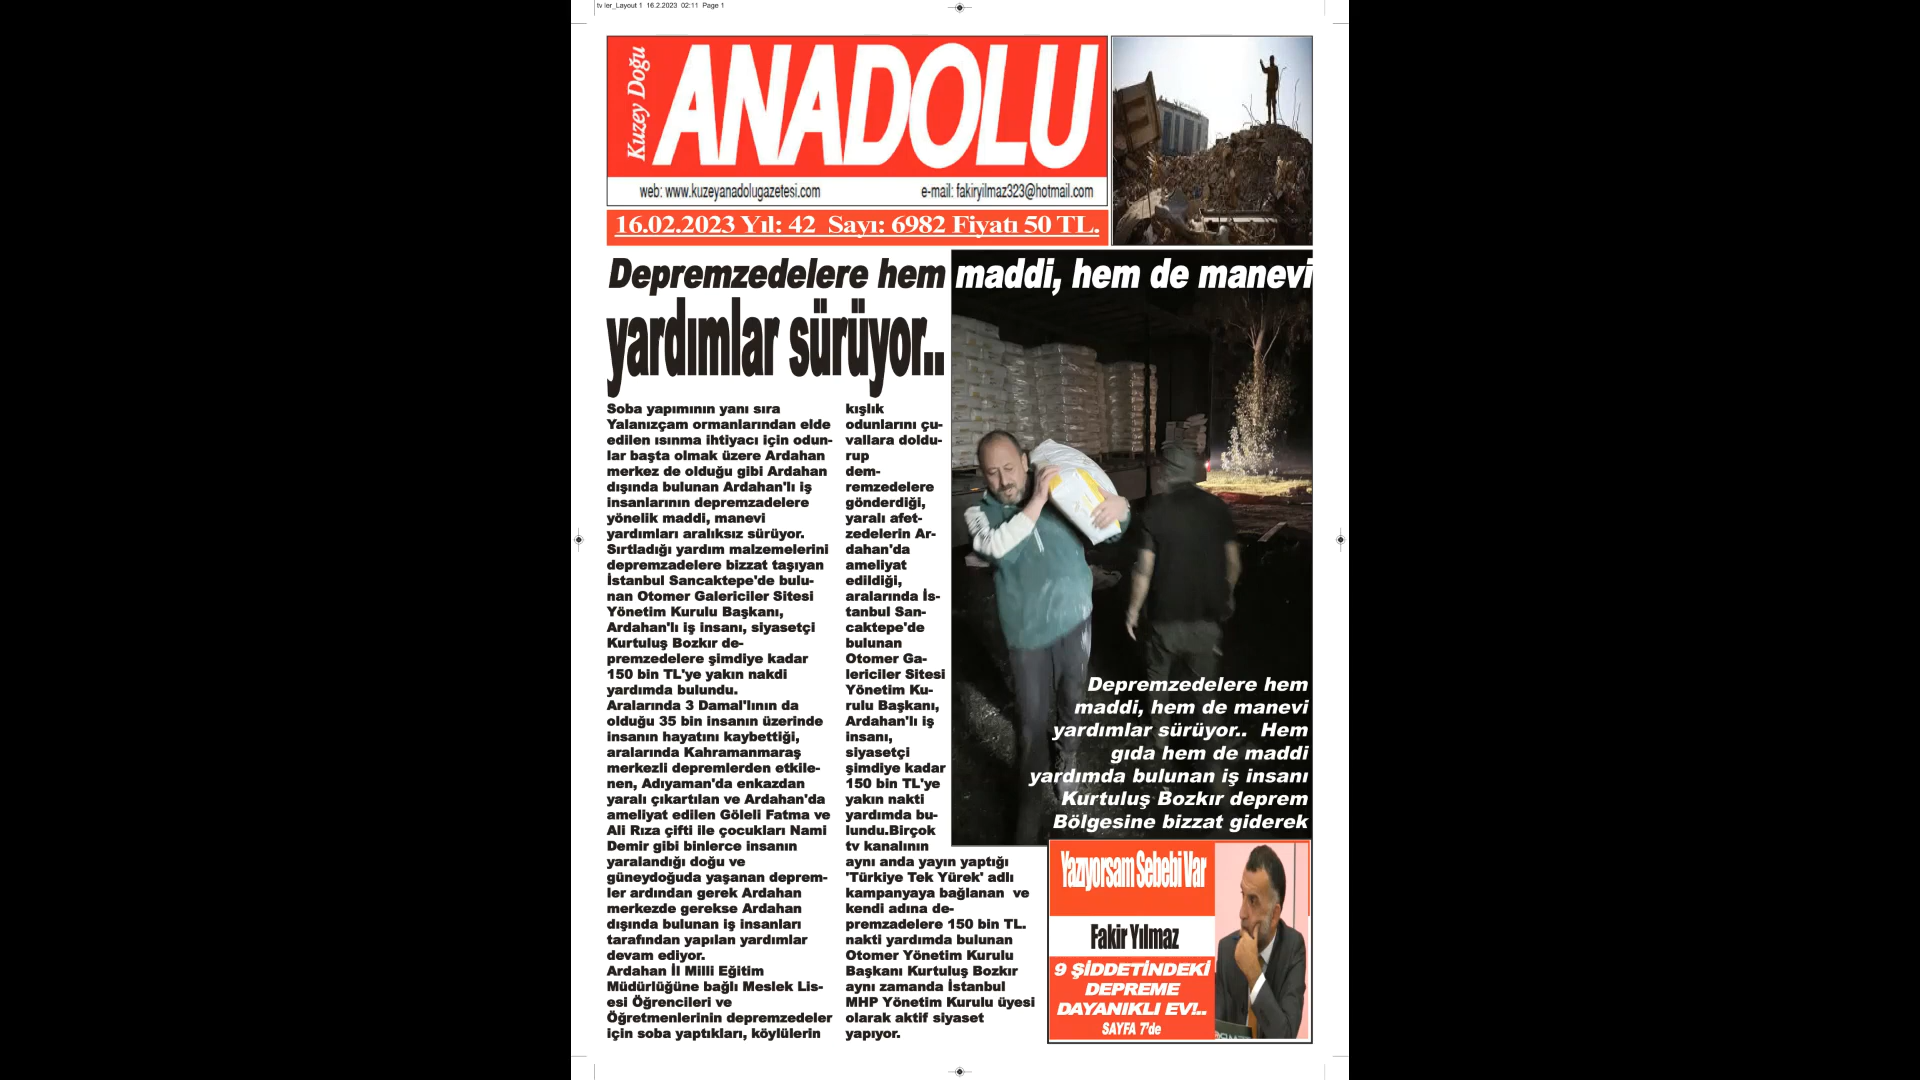 tv ler_Layout 1 16.2.2023 02:11 Page 1
Kuzey Doğu
ANADOLU
web: www.kuzeyanadolugazetesi.com
e-mail: fakiryilmaz323@hotmail.com
16.02.2023 Yıl: 42 Sayı: 6982 Fiyatı 50 TL.
Depremzedelere hem maddi, hem de manevi
yardımlar sürüyor..
Soba yapımının yanı sıra
Yalanızçam ormanlarından elde
edilen ısınma ihtiyacı için odun-
lar başta olmak üzere Ardahan
merkez de olduğu gibi Ardahan
dışında bulunan Ardahan'lı iş
insanlarının depremzadelere
yönelik maddi, manevi
yardımları aralıksız sürüyor.
Sırtladığı yardım malzemelerini
depremzadelere bizzat taşıyan
İstanbul Sancaktepe'de bulu-
nan Otomer Galericiler Sitesi
Yönetim Kurulu Başkanı,
Ardahan'lı iş insanı, siyasetçi
Kurtuluş Bozkır de-
premzedelere şimdiye kadar
150 bin TL'ye yakın nakdi
yardımda bulundu.
Aralarında 3 Damal'lının da
olduğu 35 bin insanın üzerinde
insanın hayatını kaybettiği,
aralarında Kahramanmaraş
merkezli depremlerden etkile-
nen, Adıyaman'da enkazdan
yaralı çıkartılan ve Ardahan'da
ameliyat edilen Göleli Fatma ve
Ali Rıza çifti ile çocukları Nami
Demir gibi binlerce insanın
yaralandığı doğu ve
güneydoğuda yaşanan deprem-
ler ardından gerek Ardahan
merkezde gerekse Ardahan
dışında bulunan iş insanları
tarafından yapılan yardımlar
devam ediyor.
Ardahan İl Milli Eğitim
Müdürlüğüne bağlı Meslek Lis-
esi Öğrencileri ve
Öğretmenlerinin depremzedeler
için soba yaptıkları, köylülerin
kışlık
odunlarını çu-
vallara doldu-
rup
dem-
remzedelere
gönderdiği,
yaralı afet-
zedelerin Ar-
dahan'da
ameliyat
edildiği,
aralarında İs-
tanbul San-
caktepe'de
bulunan
Otomer Ga-
lericiler Sitesi
Yönetim Ku-
rulu Başkanı,
Ardahan'lı iş
insanı,
siyasetçi
şimdiye kadar
150 bin TL'ye
yakın nakti
yardımda bu-
lundu.Birçok
tv kanalının
aynı anda yayın yaptığı
'Türkiye Tek Yürek' adlı
kampanyaya bağlanan ve
kendi adına de-
premzadelere 150 bin TL.
nakti yardımda bulunan
Otomer Yönetim Kurulu
Başkanı Kurtuluş Bozkır
aynı zamanda İstanbul
MHP Yönetim Kurulu üyesi
olarak aktif siyaset
yapıyor.
Depremzedelere hem
maddi, hem de manevi
yardımlar sürüyor.. Hem
gıda hem de maddi
yardımda bulunan iş insanı
Kurtuluş Bozkır deprem
Bölgesine bizzat giderek
Yazıyorsam Sebebi Var
Fakir Yılmaz
9 ŞİDDETİNDEKİ
DEPREME
DAYANIKLI EV!..
SAYFA 7'de